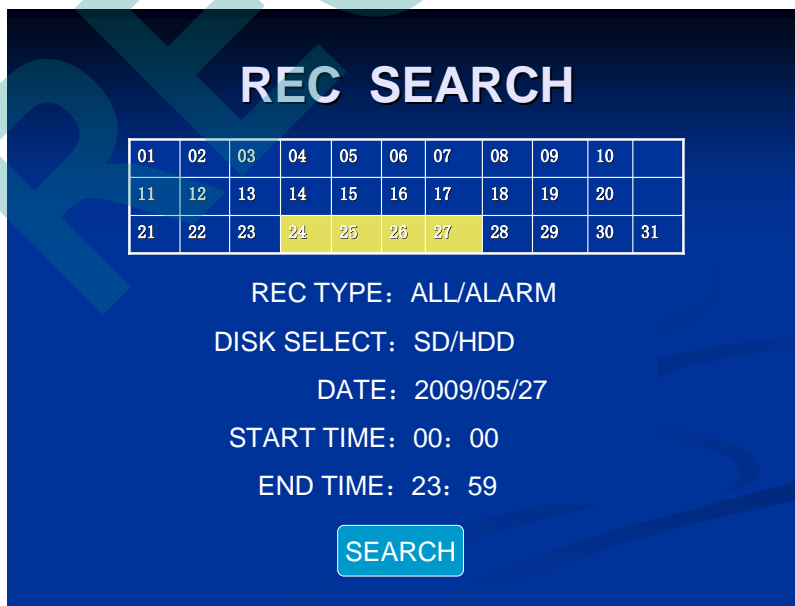 REC SEARCH
01 02 03 04 05 06 07 08 09 10
11 12 13 14 15 16 17 18 19 20
21 22 23 24 25 26 27 28 29 30 31
REC TYPE：ALL/ALARM
DISK SELECT：SD/HDD
DATE：2009/05/27
START TIME：00：00
END TIME：23：59
SEARCH